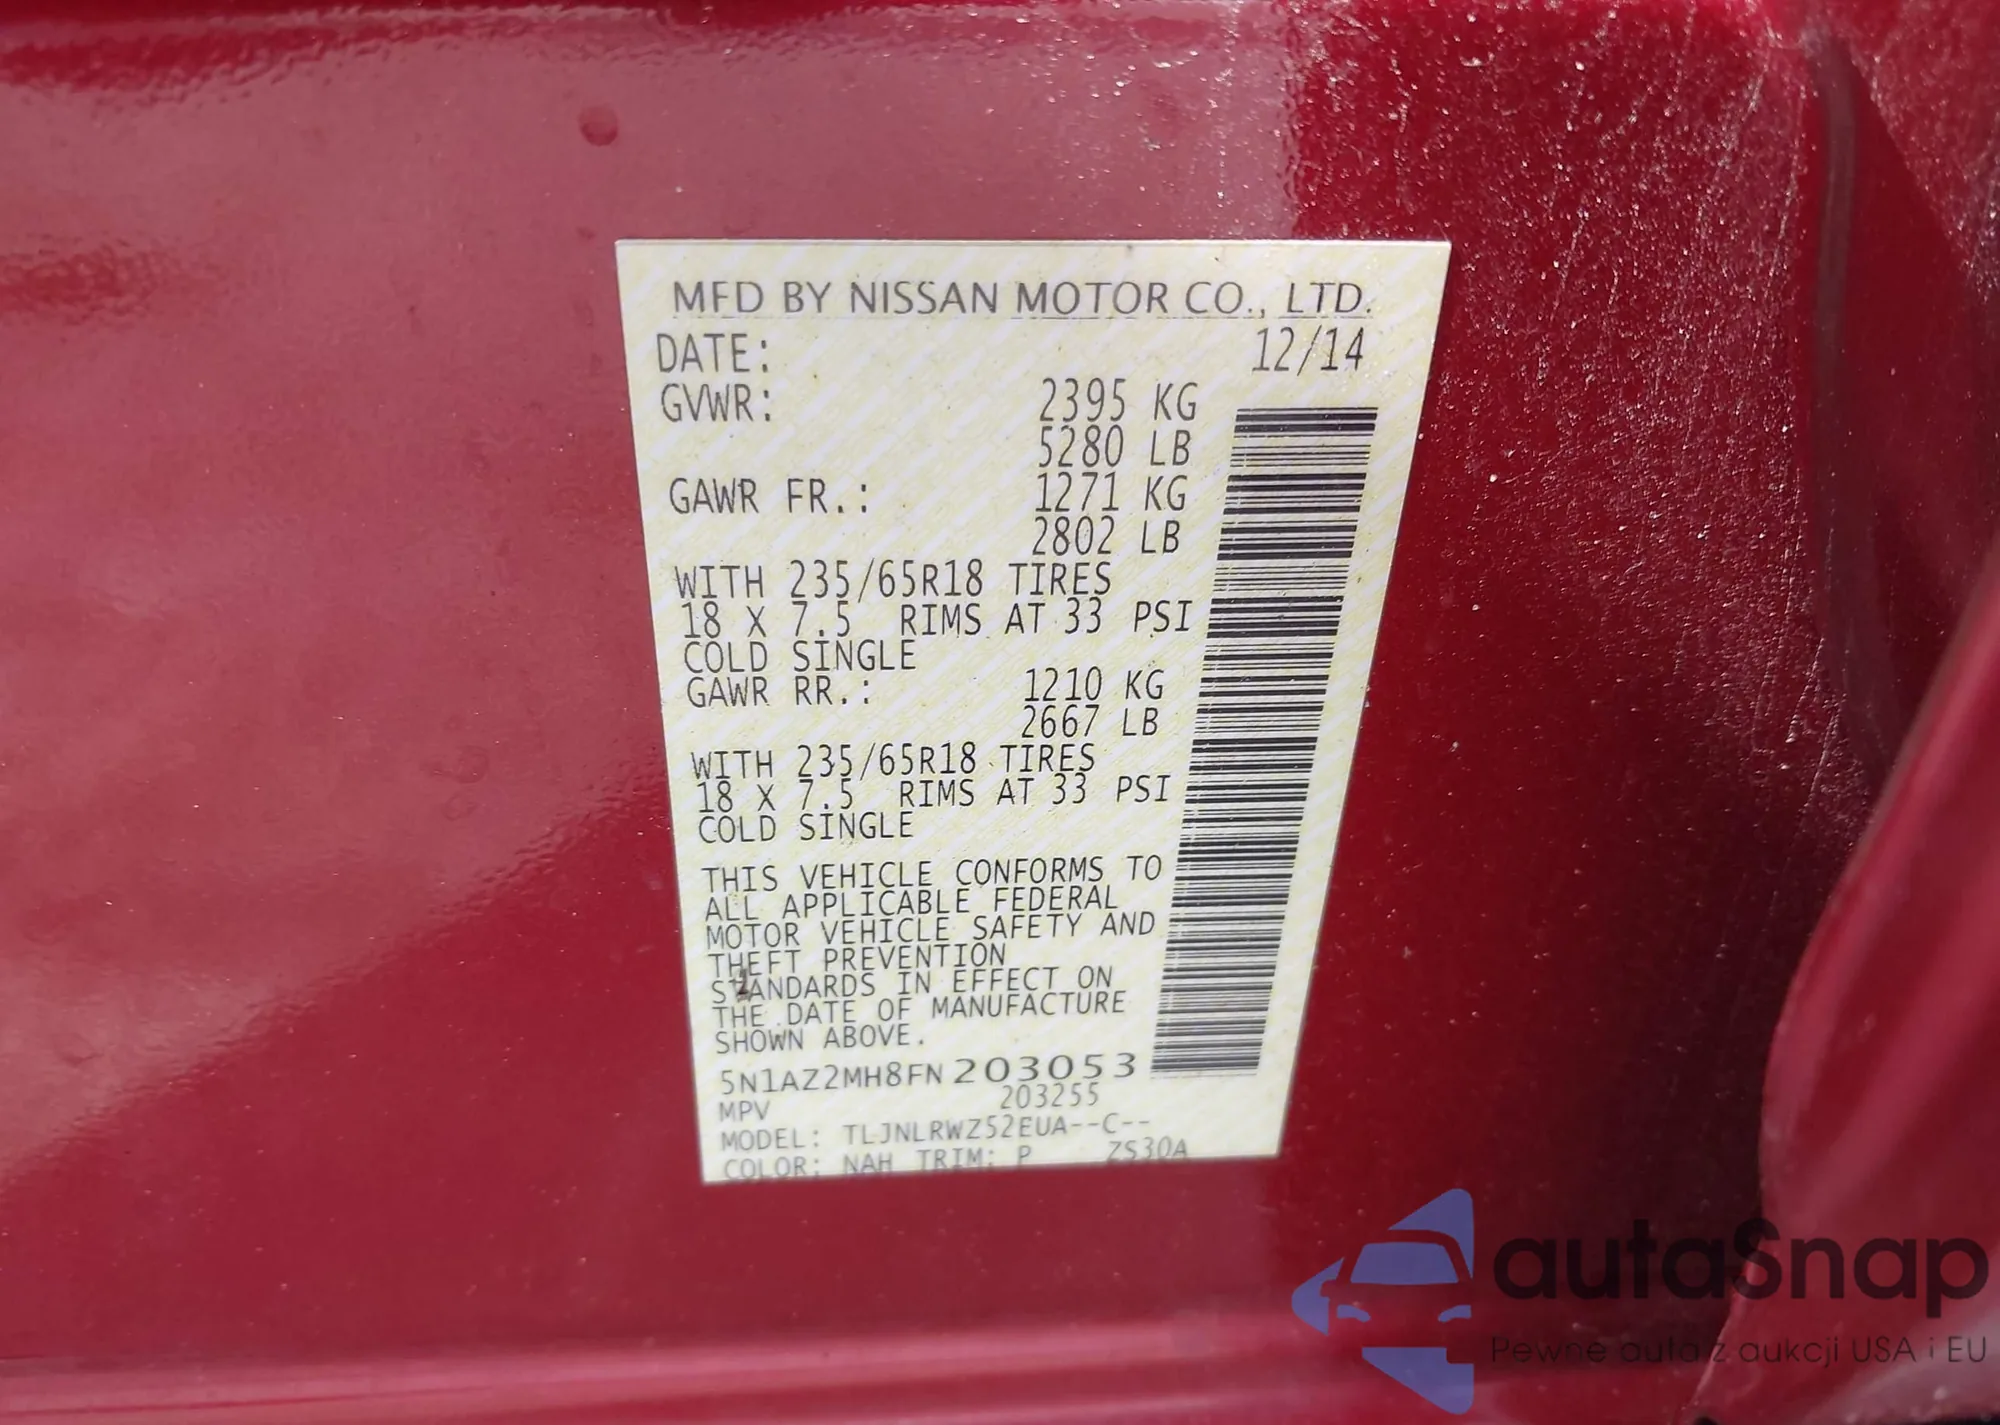 MFD BY NISSAN MOTOR CO., LTD.
DATE: 12/14
GVWR: 2395 KG
5280 LB
GAWR FR.: 1271 KG
2802 LB
WITH 235/65R18 TIRES
18 X 7.5 RIMS AT 33 PSI
COLD SINGLE
GAWR RR.: 1210 KG
2667 LB
WITH 235/65R18 TIRES
18 X 7.5 RIMS AT 33 PSI
COLD SINGLE
THIS VEHICLE CONFORMS TO
ALL APPLICABLE FEDERAL
MOTOR VEHICLE SAFETY AND
THEFT PREVENTION
STANDARDS IN EFFECT ON
THE DATE OF MANUFACTURE
SHOWN ABOVE.
5N1AZ2MH8FN203053
MPV 203255
MODEL: TLJNLRWZ52EUA--C--
COLOR: NAH TRIM: P ZS30A
autaSnap
Pewne auta z aukcji USA i EU